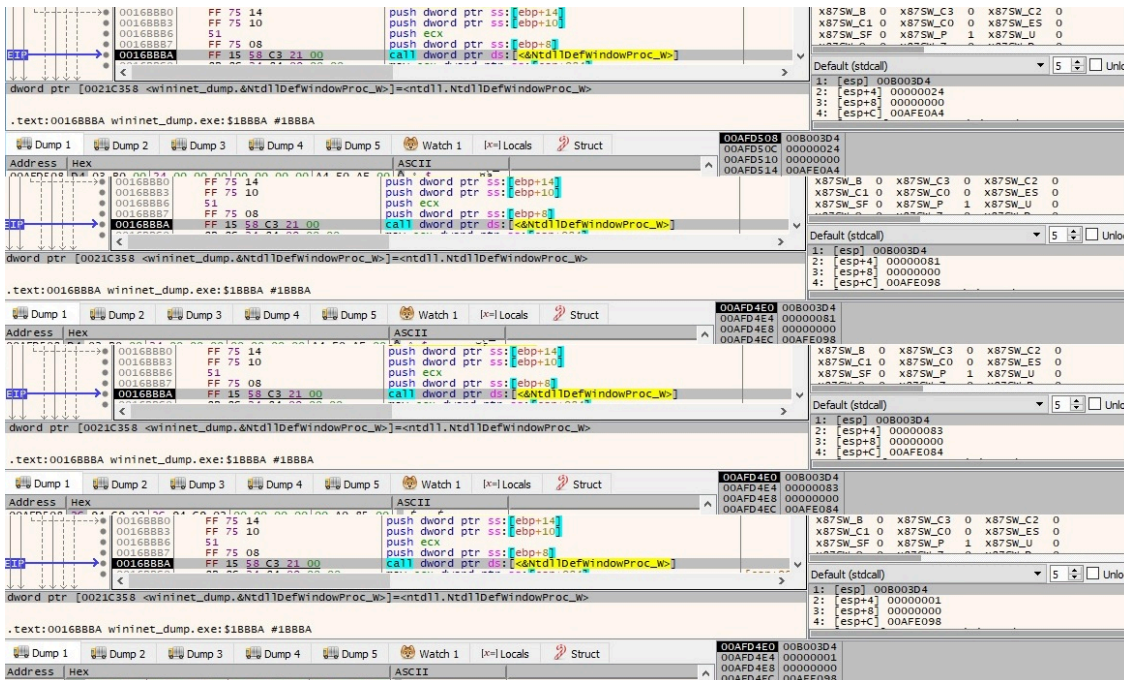 0016BBB0 FF 75 14 push dword ptr ss:[ebp+14]
0016BBB3 FF 75 10 push dword ptr ss:[ebp+10]
0016BBB6 51 push ecx
0016BBB7 FF 75 08 push dword ptr ss:[ebp+8]
EIP 0016BBBA FF 15 58 C3 21 00 call dword ptr ds:[<&NtdllDefWindowProc_W>]
x87SW_B 0 x87SW_C3 0 x87SW_C2 0
x87SW_C1 0 x87SW_C0 0 x87SW_ES 0
x87SW_SF 0 x87SW_P 1 x87SW_U 0
Default (stdcall) 5 Unlo
1: [esp] 00B003D4
2: [esp+4] 00000024
3: [esp+8] 00000000
4: [esp+C] 00AFE0A4
dword ptr [0021C358 <wininet_dump.&NtdllDefWindowProc_W>]=<ntdll.NtdllDefWindowProc_W>
.text:0016BBBA wininet_dump.exe:$1BBBA #1BBBA
Dump 1 Dump 2 Dump 3 Dump 4 Dump 5 Watch 1 [x=] Locals Struct
Address Hex ASCII
00AFD508 00B003D4
00AFD50C 00000024
00AFD510 00000000
00AFD514 00AFE0A4
0016BBB0 FF 75 14 push dword ptr ss:[ebp+14]
0016BBB3 FF 75 10 push dword ptr ss:[ebp+10]
0016BBB6 51 push ecx
0016BBB7 FF 75 08 push dword ptr ss:[ebp+8]
EIP 0016BBBA FF 15 58 C3 21 00 call dword ptr ds:[<&NtdllDefWindowProc_W>]
x87SW_B 0 x87SW_C3 0 x87SW_C2 0
x87SW_C1 0 x87SW_C0 0 x87SW_ES 0
x87SW_SF 0 x87SW_P 1 x87SW_U 0
Default (stdcall) 5 Unlo
1: [esp] 00B003D4
2: [esp+4] 00000081
3: [esp+8] 00000000
4: [esp+C] 00AFE098
dword ptr [0021C358 <wininet_dump.&NtdllDefWindowProc_W>]=<ntdll.NtdllDefWindowProc_W>
.text:0016BBBA wininet_dump.exe:$1BBBA #1BBBA
Dump 1 Dump 2 Dump 3 Dump 4 Dump 5 Watch 1 [x=] Locals Struct
Address Hex ASCII
00AFD4E0 00B003D4
00AFD4E4 00000081
00AFD4E8 00000000
00AFD4EC 00AFE098
0016BBB0 FF 75 14 push dword ptr ss:[ebp+14]
0016BBB3 FF 75 10 push dword ptr ss:[ebp+10]
0016BBB6 51 push ecx
0016BBB7 FF 75 08 push dword ptr ss:[ebp+8]
EIP 0016BBBA FF 15 58 C3 21 00 call dword ptr ds:[<&NtdllDefWindowProc_W>]
x87SW_B 0 x87SW_C3 0 x87SW_C2 0
x87SW_C1 0 x87SW_C0 0 x87SW_ES 0
x87SW_SF 0 x87SW_P 1 x87SW_U 0
Default (stdcall) 5 Unlo
1: [esp] 00B003D4
2: [esp+4] 00000083
3: [esp+8] 00000000
4: [esp+C] 00AFE084
dword ptr [0021C358 <wininet_dump.&NtdllDefWindowProc_W>]=<ntdll.NtdllDefWindowProc_W>
.text:0016BBBA wininet_dump.exe:$1BBBA #1BBBA
Dump 1 Dump 2 Dump 3 Dump 4 Dump 5 Watch 1 [x=] Locals Struct
Address Hex ASCII
00AFD4E0 00B003D4
00AFD4E4 00000083
00AFD4E8 00000000
00AFD4EC 00AFE084
0016BBB0 FF 75 14 push dword ptr ss:[ebp+14]
0016BBB3 FF 75 10 push dword ptr ss:[ebp+10]
0016BBB6 51 push ecx
0016BBB7 FF 75 08 push dword ptr ss:[ebp+8]
EIP 0016BBBA FF 15 58 C3 21 00 call dword ptr ds:[<&NtdllDefWindowProc_W>]
x87SW_B 0 x87SW_C3 0 x87SW_C2 0
x87SW_C1 0 x87SW_C0 0 x87SW_ES 0
x87SW_SF 0 x87SW_P 1 x87SW_U 0
Default (stdcall) 5 Unlo
1: [esp] 00B003D4
2: [esp+4] 00000001
3: [esp+8] 00000000
4: [esp+C] 00AFE098
dword ptr [0021C358 <wininet_dump.&NtdllDefWindowProc_W>]=<ntdll.NtdllDefWindowProc_W>
.text:0016BBBA wininet_dump.exe:$1BBBA #1BBBA
Dump 1 Dump 2 Dump 3 Dump 4 Dump 5 Watch 1 [x=] Locals Struct
Address Hex ASCII
00AFD4E0 00B003D4
00AFD4E4 00000001
00AFD4E8 00000000
00AFD4EC 00AFE098